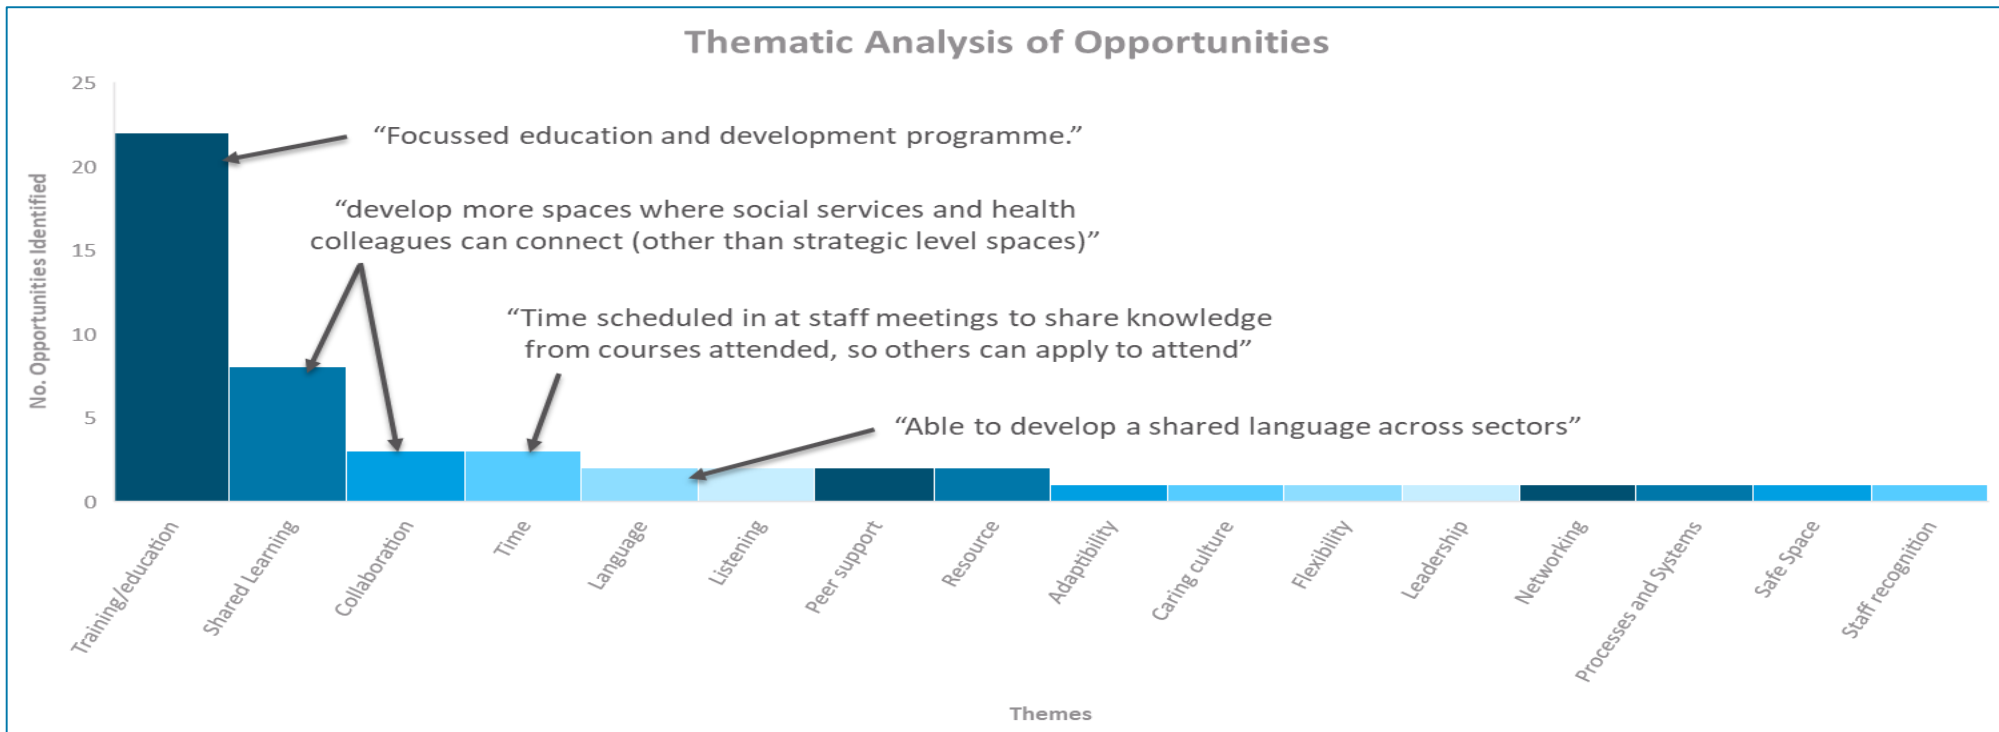 Thematic Analysis of Opportunities
No. Opportunities Identified
25
20
15
10
5
0
“Focussed education and development programme.”
“develop more spaces where social services and health
colleagues can connect (other than strategic level spaces)”
“Time scheduled in at staff meetings to share knowledge
from courses attended, so others can apply to attend”
“Able to develop a shared language across sectors”
Training/education
Shared Learning
Collaboration
Time
Language
Listening
Peer support
Resource
Adaptibility
Caring culture
Flexibility
Leadership
Networking
Processes and Systems
Safe Space
Staff recognition
Themes